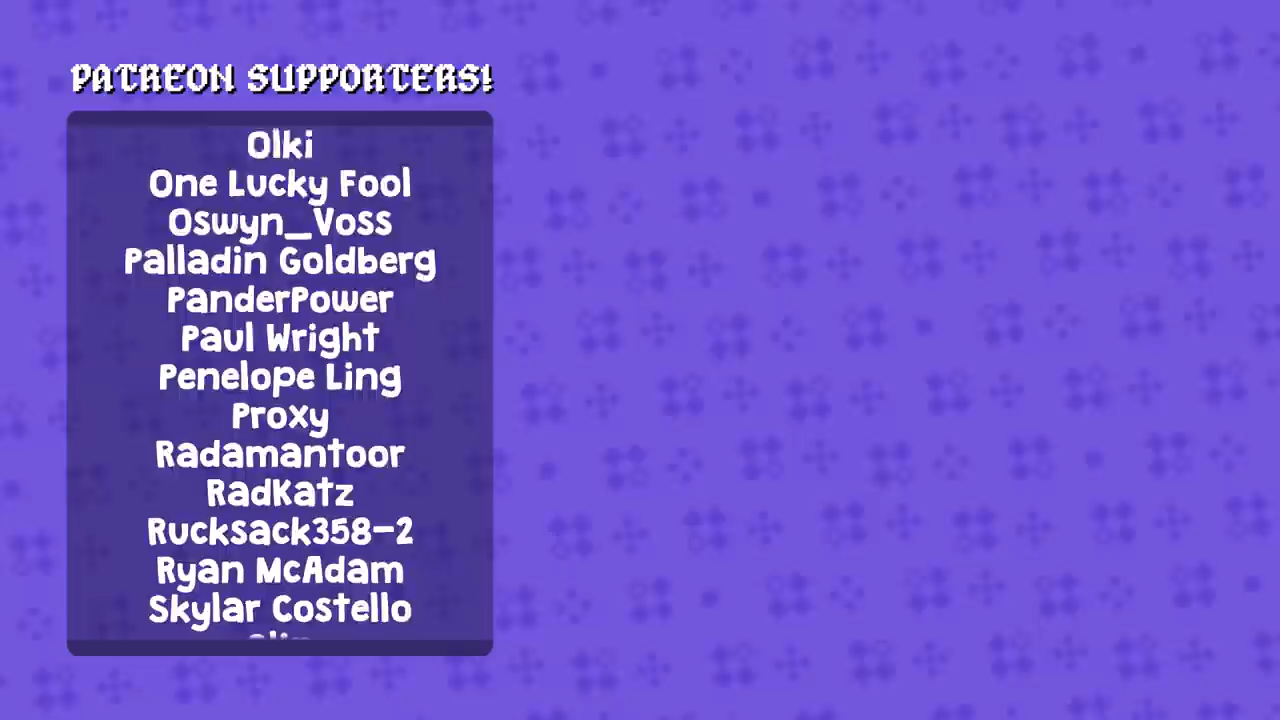 PATREON SUPPORTERS!
Olki
One Lucky Fool
Oswyn_Voss
Palladin Goldberg
PanderPower
Paul Wright
Penelope Ling
Proxy
Radamantoor
RadKatz
Rucksack358-2
Ryan McAdam
Skylar Costello